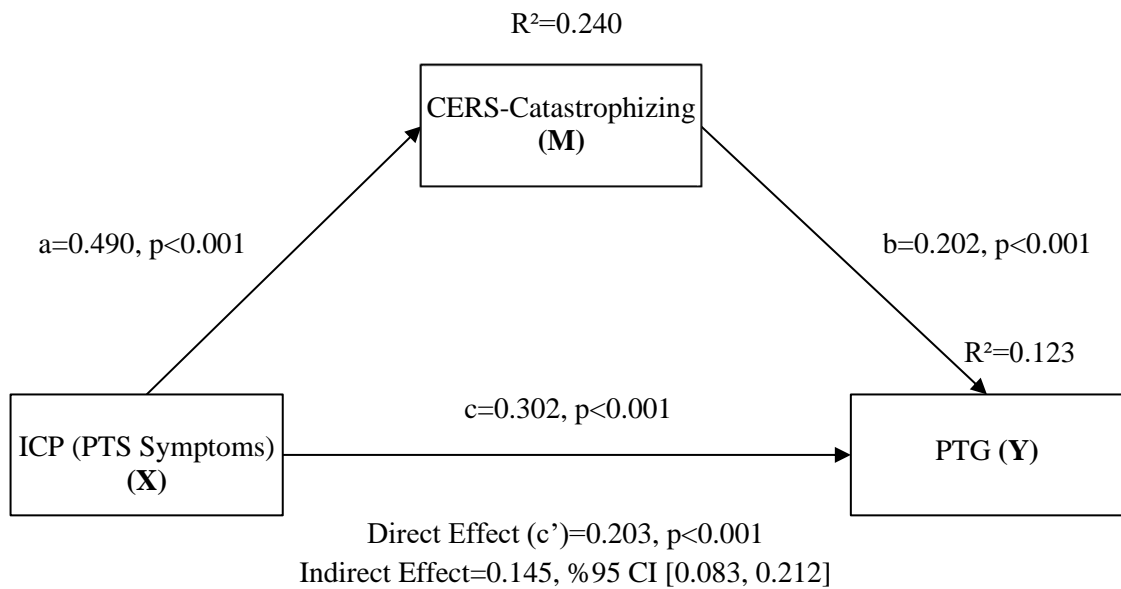 R²=0.240
CERS-Catastrophizing
(M)
a=0.490, p<0.001
b=0.202, p<0.001
R²=0.123
c=0.302, p<0.001
ICP (PTS Symptoms)
(X)
PTG (Y)
Direct Effect (c’)=0.203, p<0.001
Indirect Effect=0.145, %95 CI [0.083, 0.212]